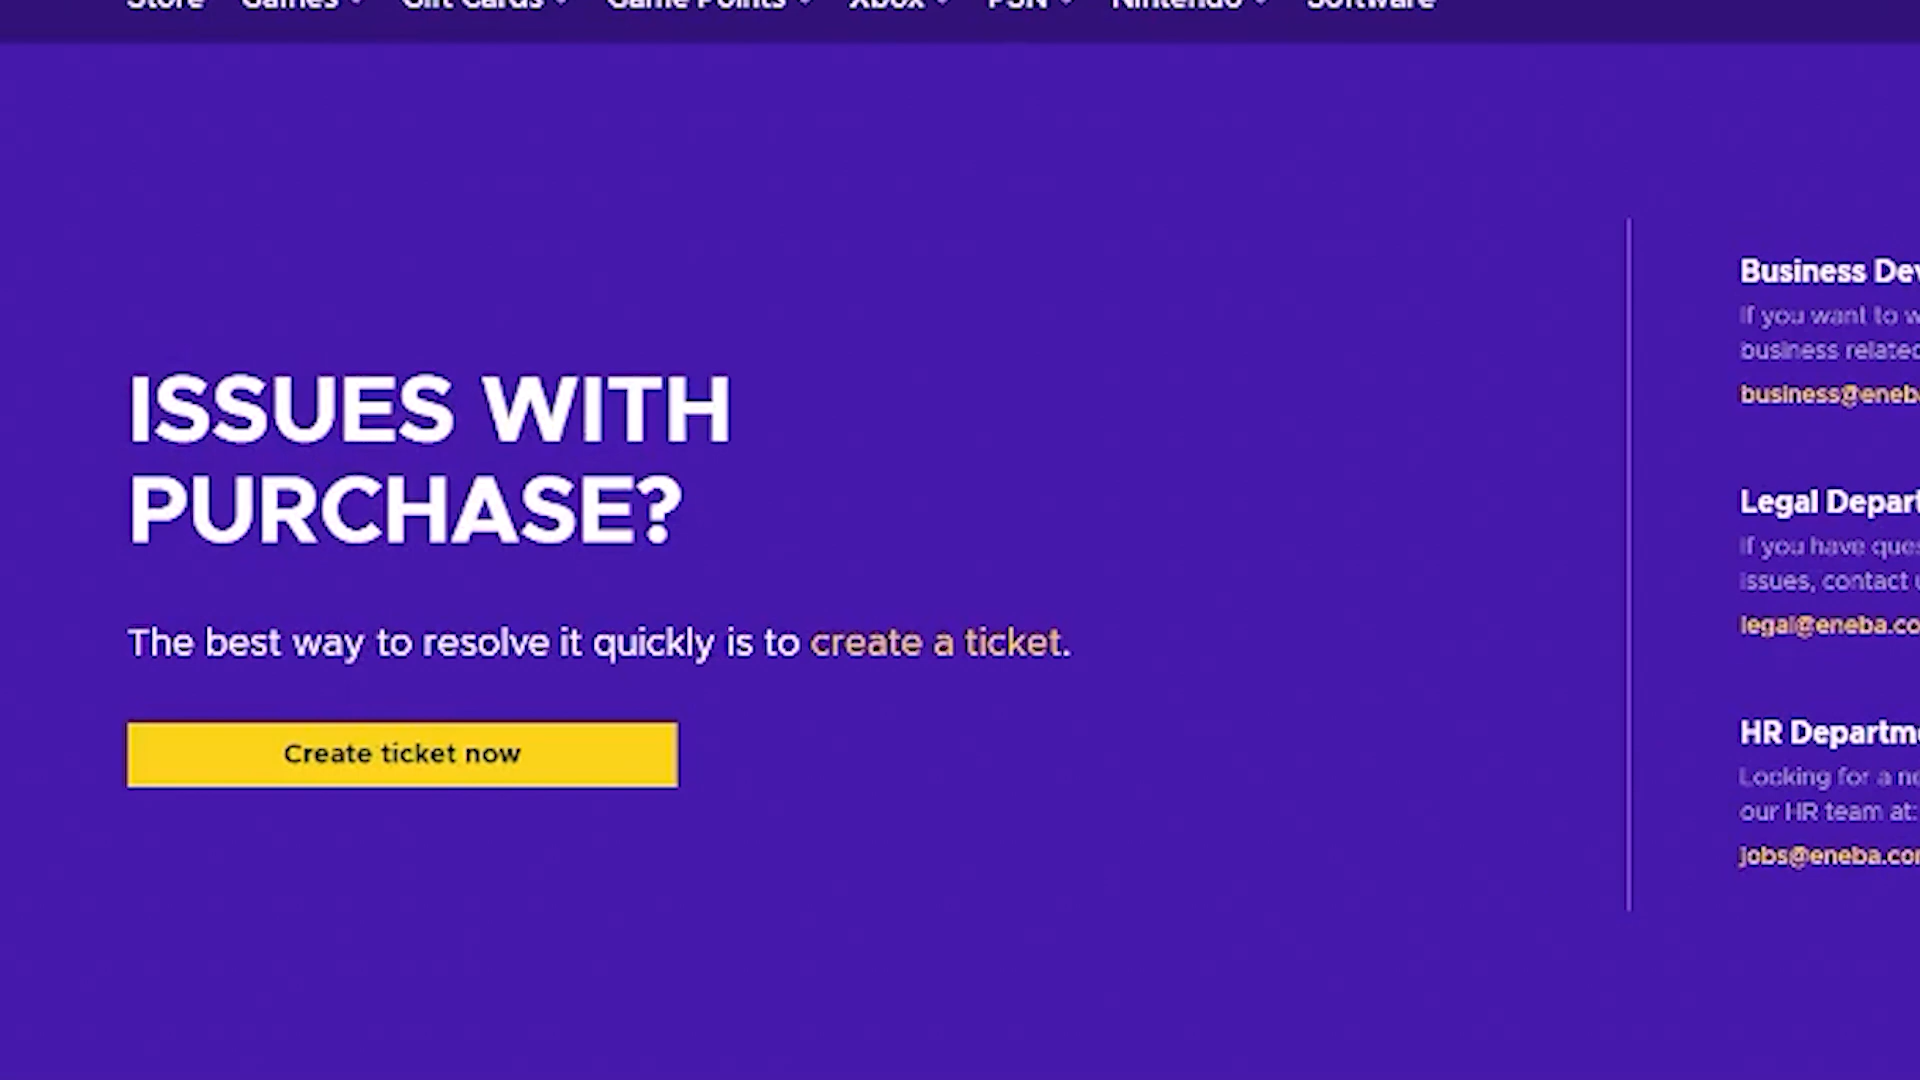 Store Games Gift Cards Game Points Xbox PSN Nintendo Software
ISSUES WITH
PURCHASE?
The best way to resolve it quickly is to create a ticket.
Create ticket now
Business Dev
If you want to w
business related
business@eneba
Legal Depart
If you have ques
issues, contact u
legal@eneba.co
HR Departme
Looking for a ne
our HR team at:
jobs@eneba.com